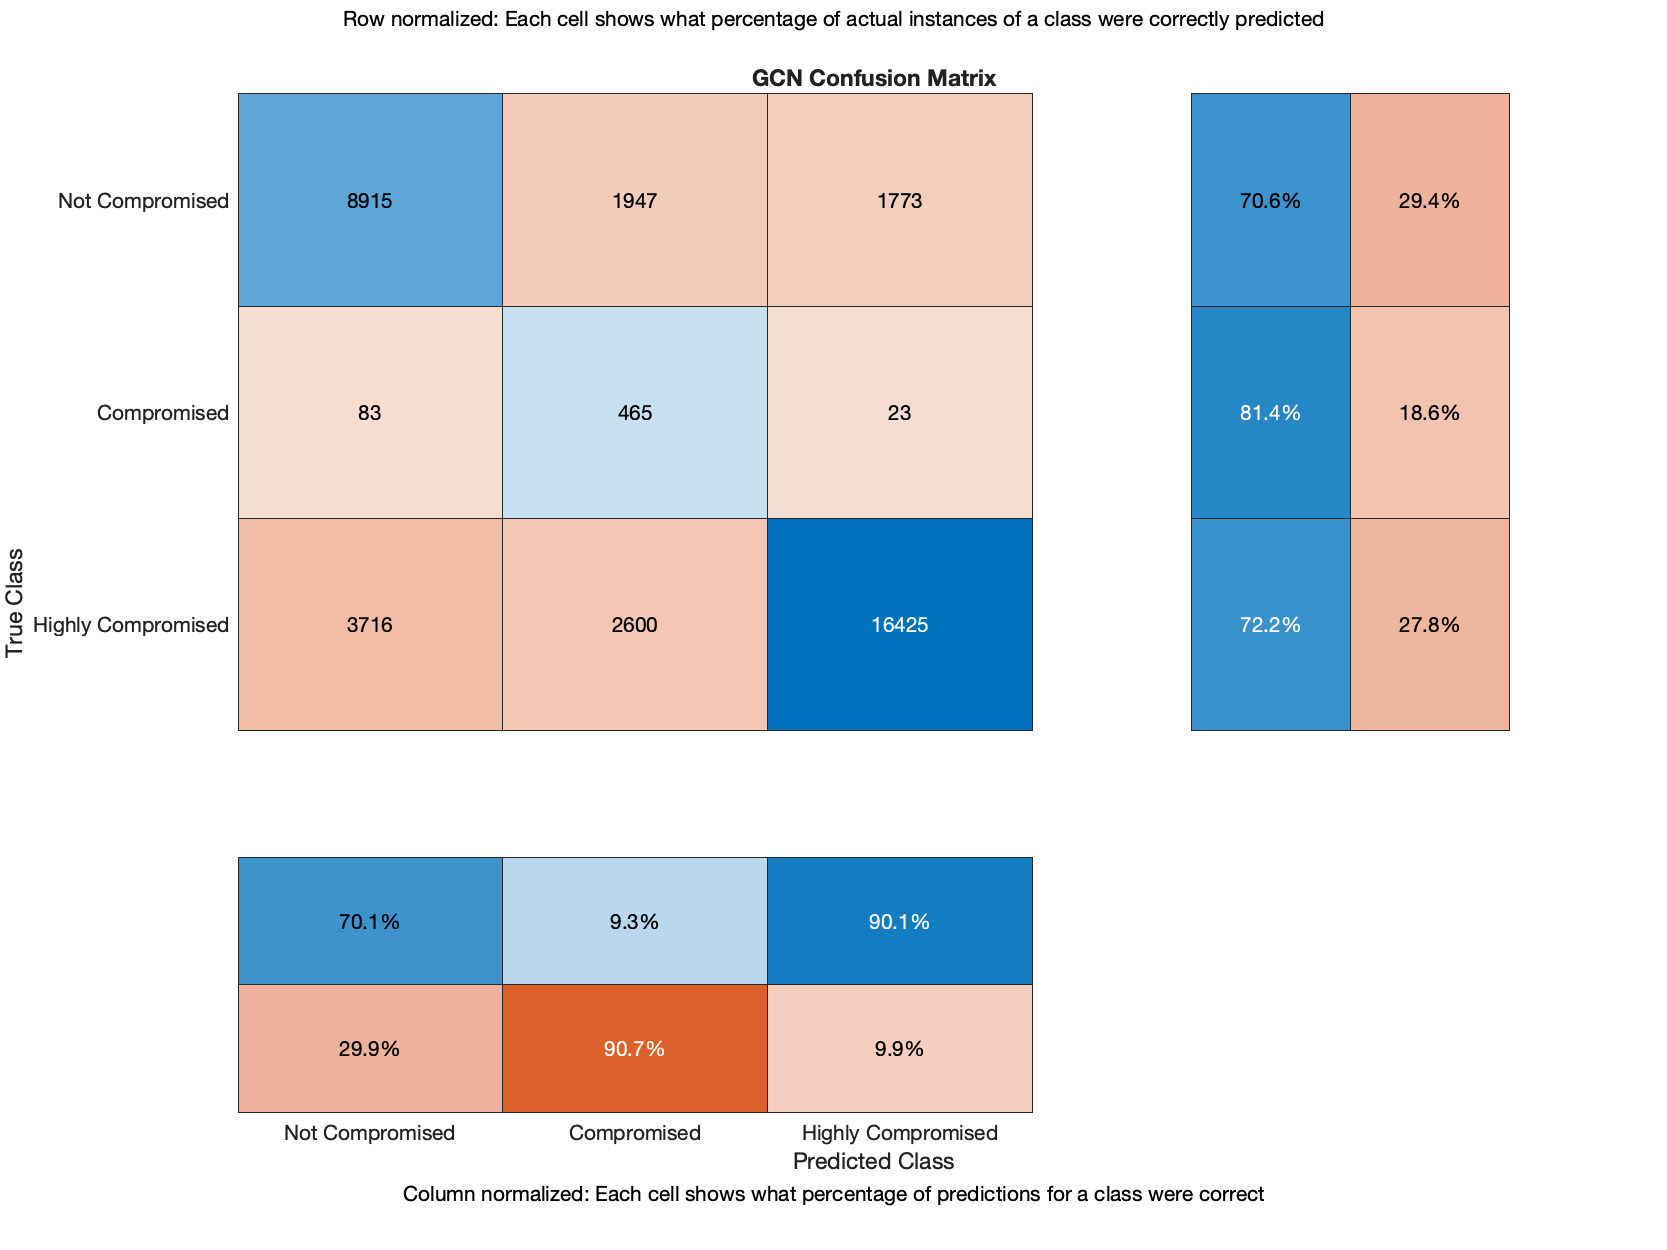 Row normalized: Each cell shows what percentage of actual instances of a class were correctly predicted
GCN Confusion Matrix
Not Compromised 8915 1947 1773 70.6% 29.4%
Compromised 83 465 23 81.4% 18.6%
Highly Compromised 3716 2600 16425 72.2% 27.8%
True Class
70.1% 9.3% 90.1%
29.9% 90.7% 9.9%
Not Compromised Compromised Highly Compromised
Predicted Class
Column normalized: Each cell shows what percentage of predictions for a class were correct